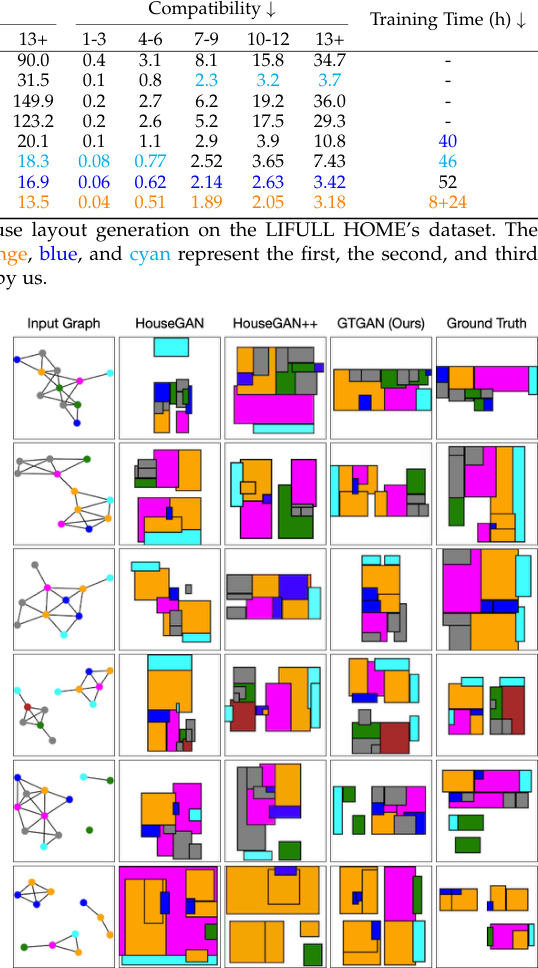 Compatibility ↓ Training Time (h) ↓
13+ 1-3 4-6 7-9 10-12 13+
90.0 0.4 3.1 8.1 15.8 34.7 -
31.5 0.1 0.8 2.3 3.2 3.7 -
149.9 0.2 2.7 6.2 19.2 36.0 -
123.2 0.2 2.6 5.2 17.5 29.3 -
20.1 0.1 1.1 2.9 3.9 10.8 40
18.3 0.08 0.77 2.52 3.65 7.43 46
16.9 0.06 0.62 2.14 2.63 3.42 52
13.5 0.04 0.51 1.89 2.05 3.18 8+24
use layout generation on the LIFULL HOME's dataset. The
nge, blue, and cyan represent the first, the second, and third
by us.
Input Graph HouseGAN HouseGAN++ GTGAN (Ours) Ground Truth